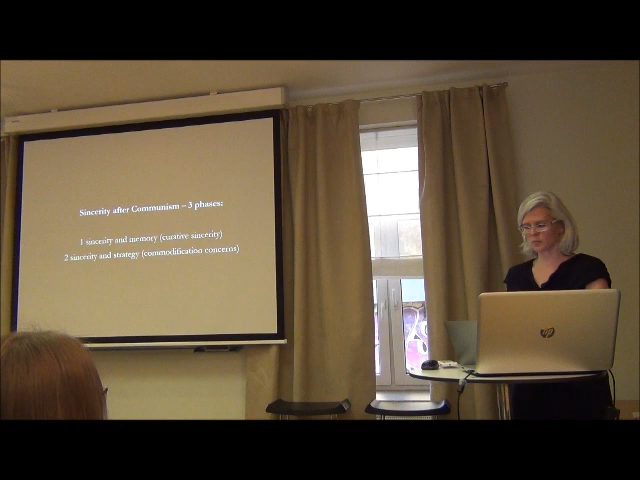 Sincerity after Communism – 3 phases:
1 sincerity and memory (curative sincerity)
2 sincerity and strategy (commodification concerns)
hp